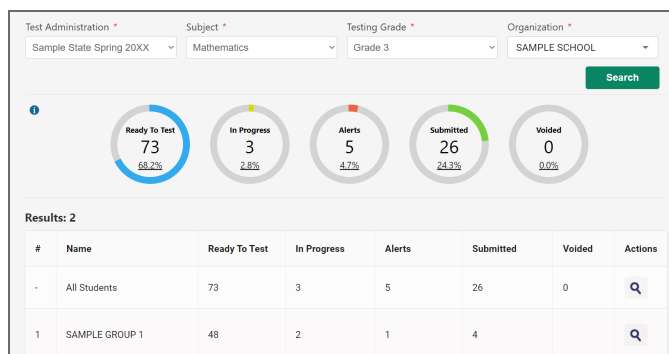 Test Administration * Subject * Testing Grade * Organization *
Sample State Spring 20XX Mathematics Grade 3 SAMPLE SCHOOL
Search
Ready To Test In Progress Alerts Submitted Voided
73 3 5 26 0
68.2% 2.8% 4.7% 24.3% 0.0%
Results: 2
# Name Ready To Test In Progress Alerts Submitted Voided Actions
- All Students 73 3 5 26 0
1 SAMPLE GROUP 1 48 2 1 4